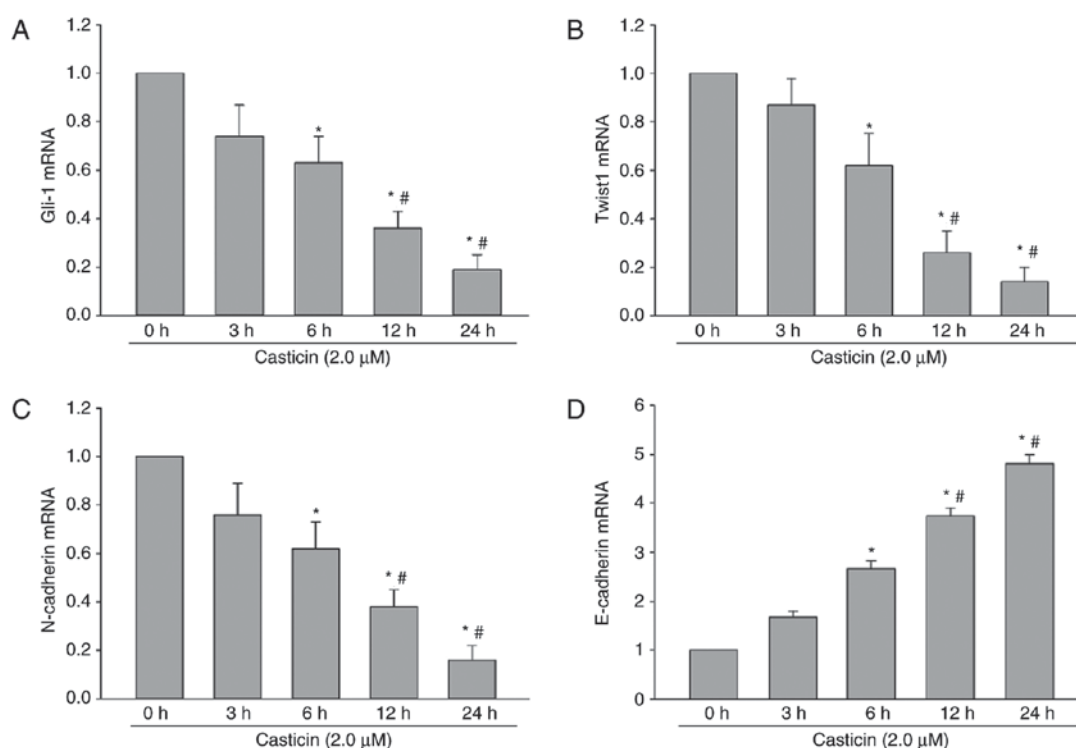 A
Gli-1 mRNA
1.2
1.0
0.8
0.6
0.4
0.2
0.0
*
* #
* #
0 h 3 h 6 h 12 h 24 h
Casticin (2.0 μM)
B
Twist1 mRNA
1.2
1.0
0.8
0.6
0.4
0.2
0.0
*
* #
* #
0 h 3 h 6 h 12 h 24 h
Casticin (2.0 μM)
C
N-cadherin mRNA
1.2
1.0
0.8
0.6
0.4
0.2
0.0
*
* #
* #
0 h 3 h 6 h 12 h 24 h
Casticin (2.0 μM)
D
E-cadherin mRNA
6
5
4
3
2
1
0
*
* #
* #
0 h 3 h 6 h 12 h 24 h
Casticin (2.0 μM)